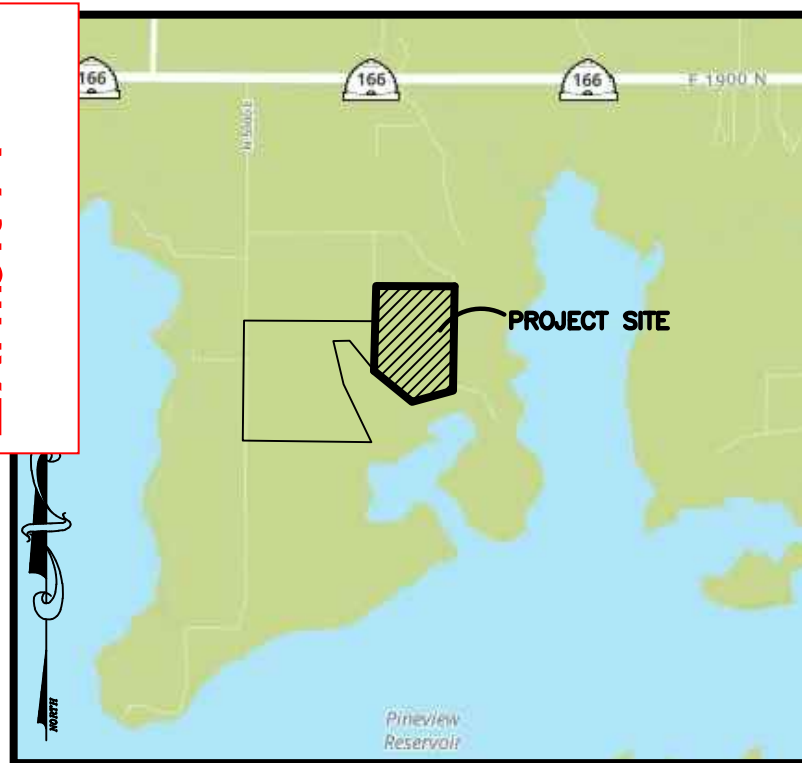 166
166
166
E 1900 N
PROJECT SITE
NORTH
Pineview
Reservoir